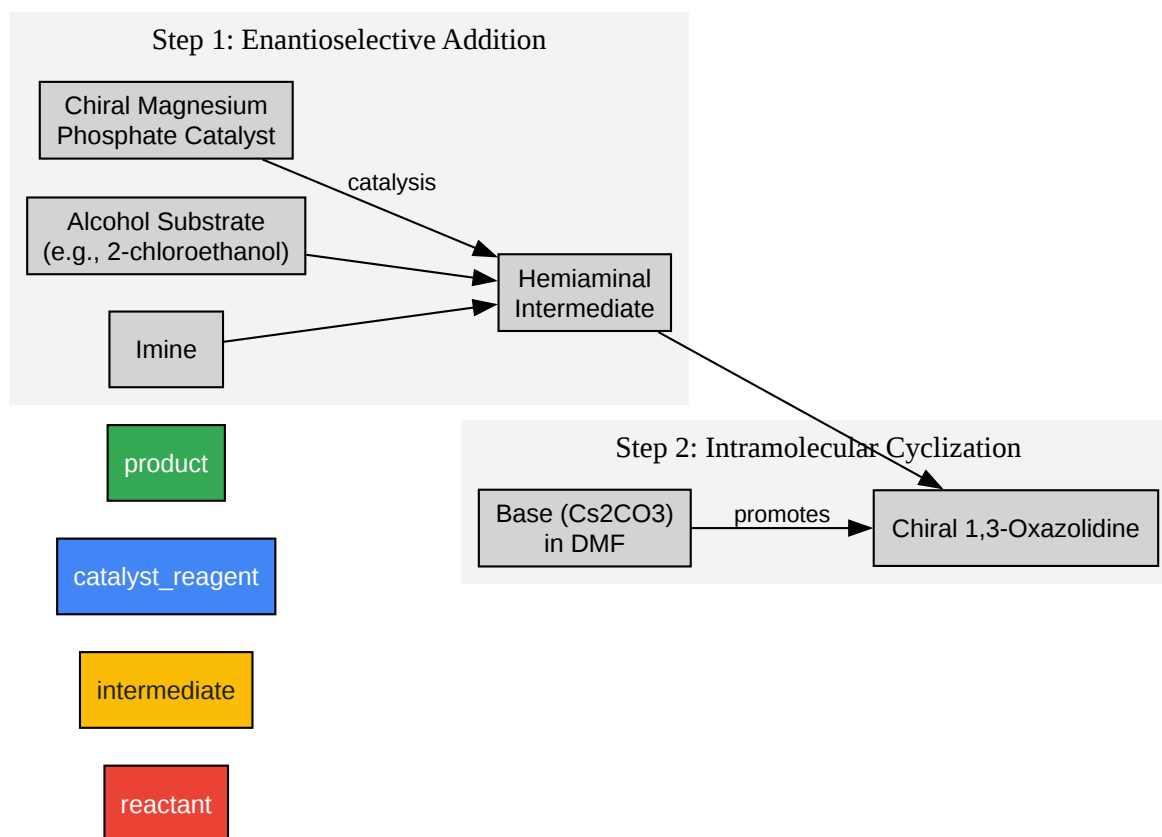 Step 1: Enantioselective Addition
Chiral Magnesium
Phosphate Catalyst
catalysis
Alcohol Substrate
(e.g., 2-chloroethanol)
Hemiaminal
Intermediate
Imine
product
Step 2: Intramolecular Cyclization
Base (Cs2CO3)
in DMF
promotes
Chiral 1,3-Oxazolidine
catalyst_reagent
intermediate
reactant